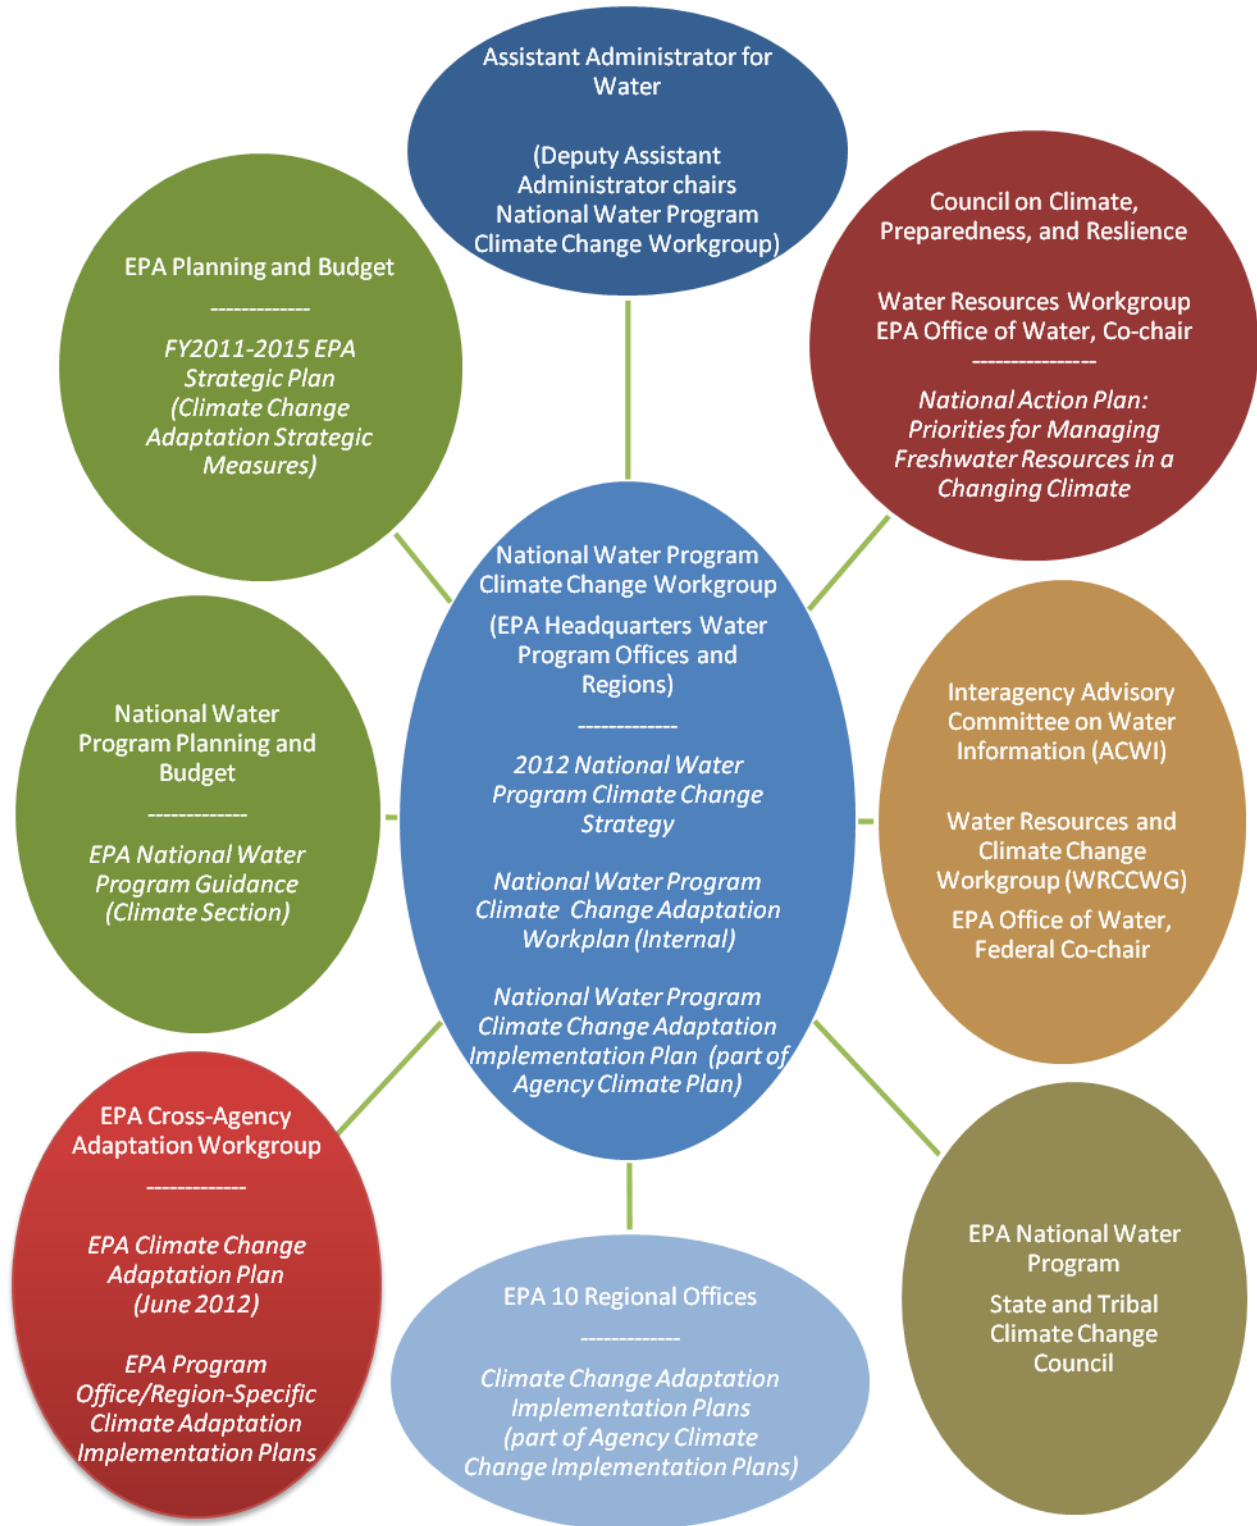 Assistant Administrator for
Water
(Deputy Assistant
Administrator chairs
National Water Program
Climate Change Workgroup)
EPA Planning and Budget
-------------
FY2011-2015 EPA
Strategic Plan
(Climate Change
Adaptation Strategic
Measures)
Council on Climate,
Preparedness, and Reslience
Water Resources Workgroup
EPA Office of Water, Co-chair
----------------
National Action Plan:
Priorities for Managing
Freshwater Resources in a
Changing Climate
National Water Program
Climate Change Workgroup
(EPA Headquarters Water
Program Offices and
Regions)
-------------
2012 National Water
Program Climate Change
Strategy
National Water Program
Climate Change Adaptation
Workplan (Internal)
National Water Program
Climate Change Adaptation
Implementation Plan (part of
Agency Climate Plan)
National Water
Program Planning and
Budget
-------------
EPA National Water
Program Guidance
(Climate Section)
Interagency Advisory
Committee on Water
Information (ACWI)
Water Resources and
Climate Change
Workgroup (WRCCWG)
EPA Office of Water,
Federal Co-chair
EPA Cross-Agency
Adaptation Workgroup
-------------
EPA Climate Change
Adaptation Plan
(June 2012)
EPA Program
Office/Region-Specific
Climate Adaptation
Implementation Plans
EPA 10 Regional Offices
-------------
Climate Change Adaptation
Implementation Plans
(part of Agency Climate
Change Implementation Plans)
EPA National Water
Program
State and Tribal
Climate Change
Council